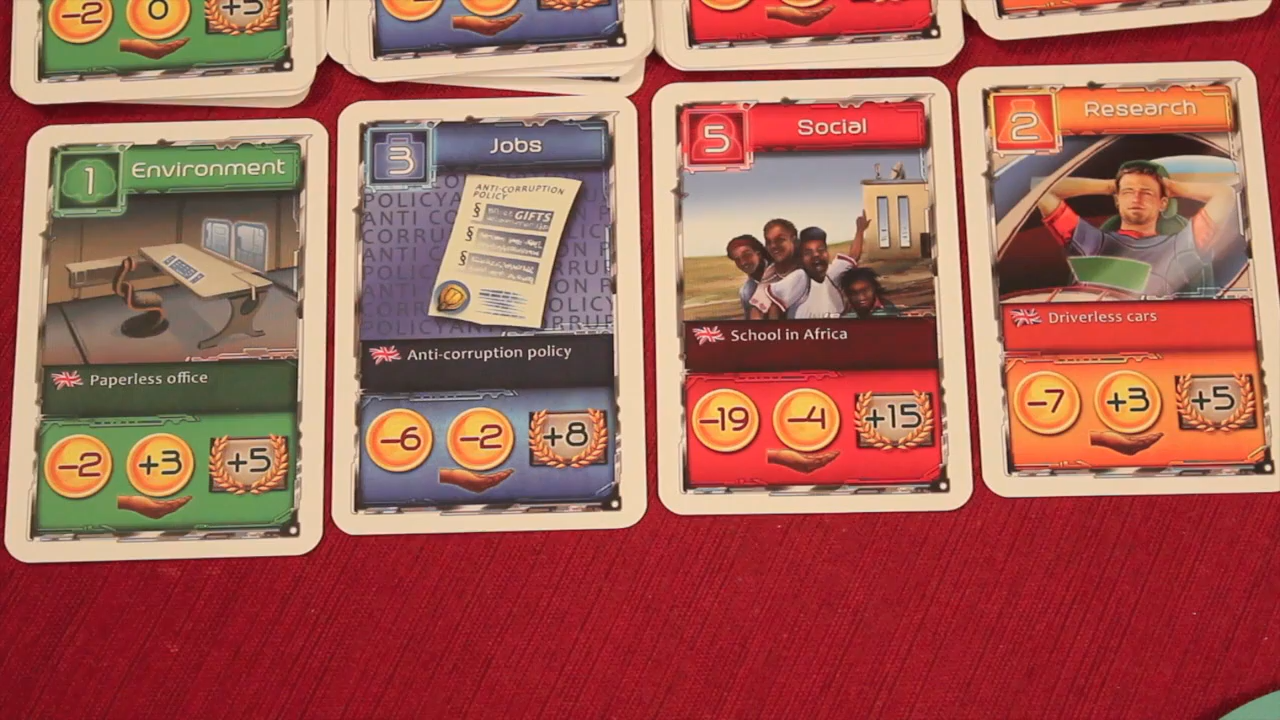 -2 0 +5
1 Environment
Paperless office
-2 +3 +5
3 Jobs
ANTI-CORRUPTION
POLICY
GIFTS
Anti-corruption policy
-6 -2 +8
5 Social
School in Africa
-19 -4 +15
2 Research
Driverless cars
-7 +3 +5